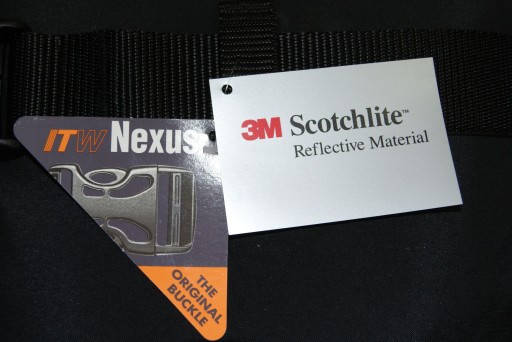 ITW Nexus
THE
ORIGINAL
BUCKLE
3M Scotchlite™
Reflective Material